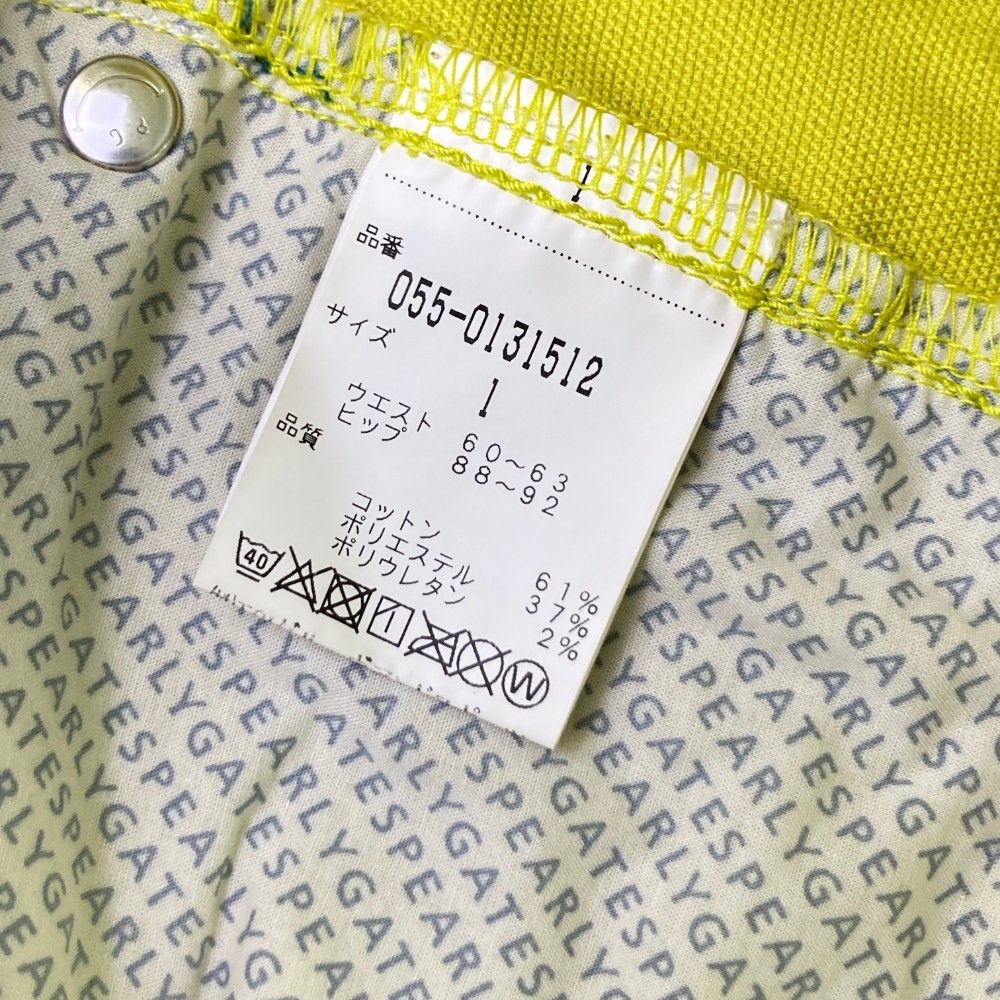 1
品番
055-0131512
サイズ
1
ウエスト 60～63
ヒップ 88～92
品質
コットン 61%
ポリエステル 37%
ポリウレタン 2%
40
1
W
PEARLYGATES